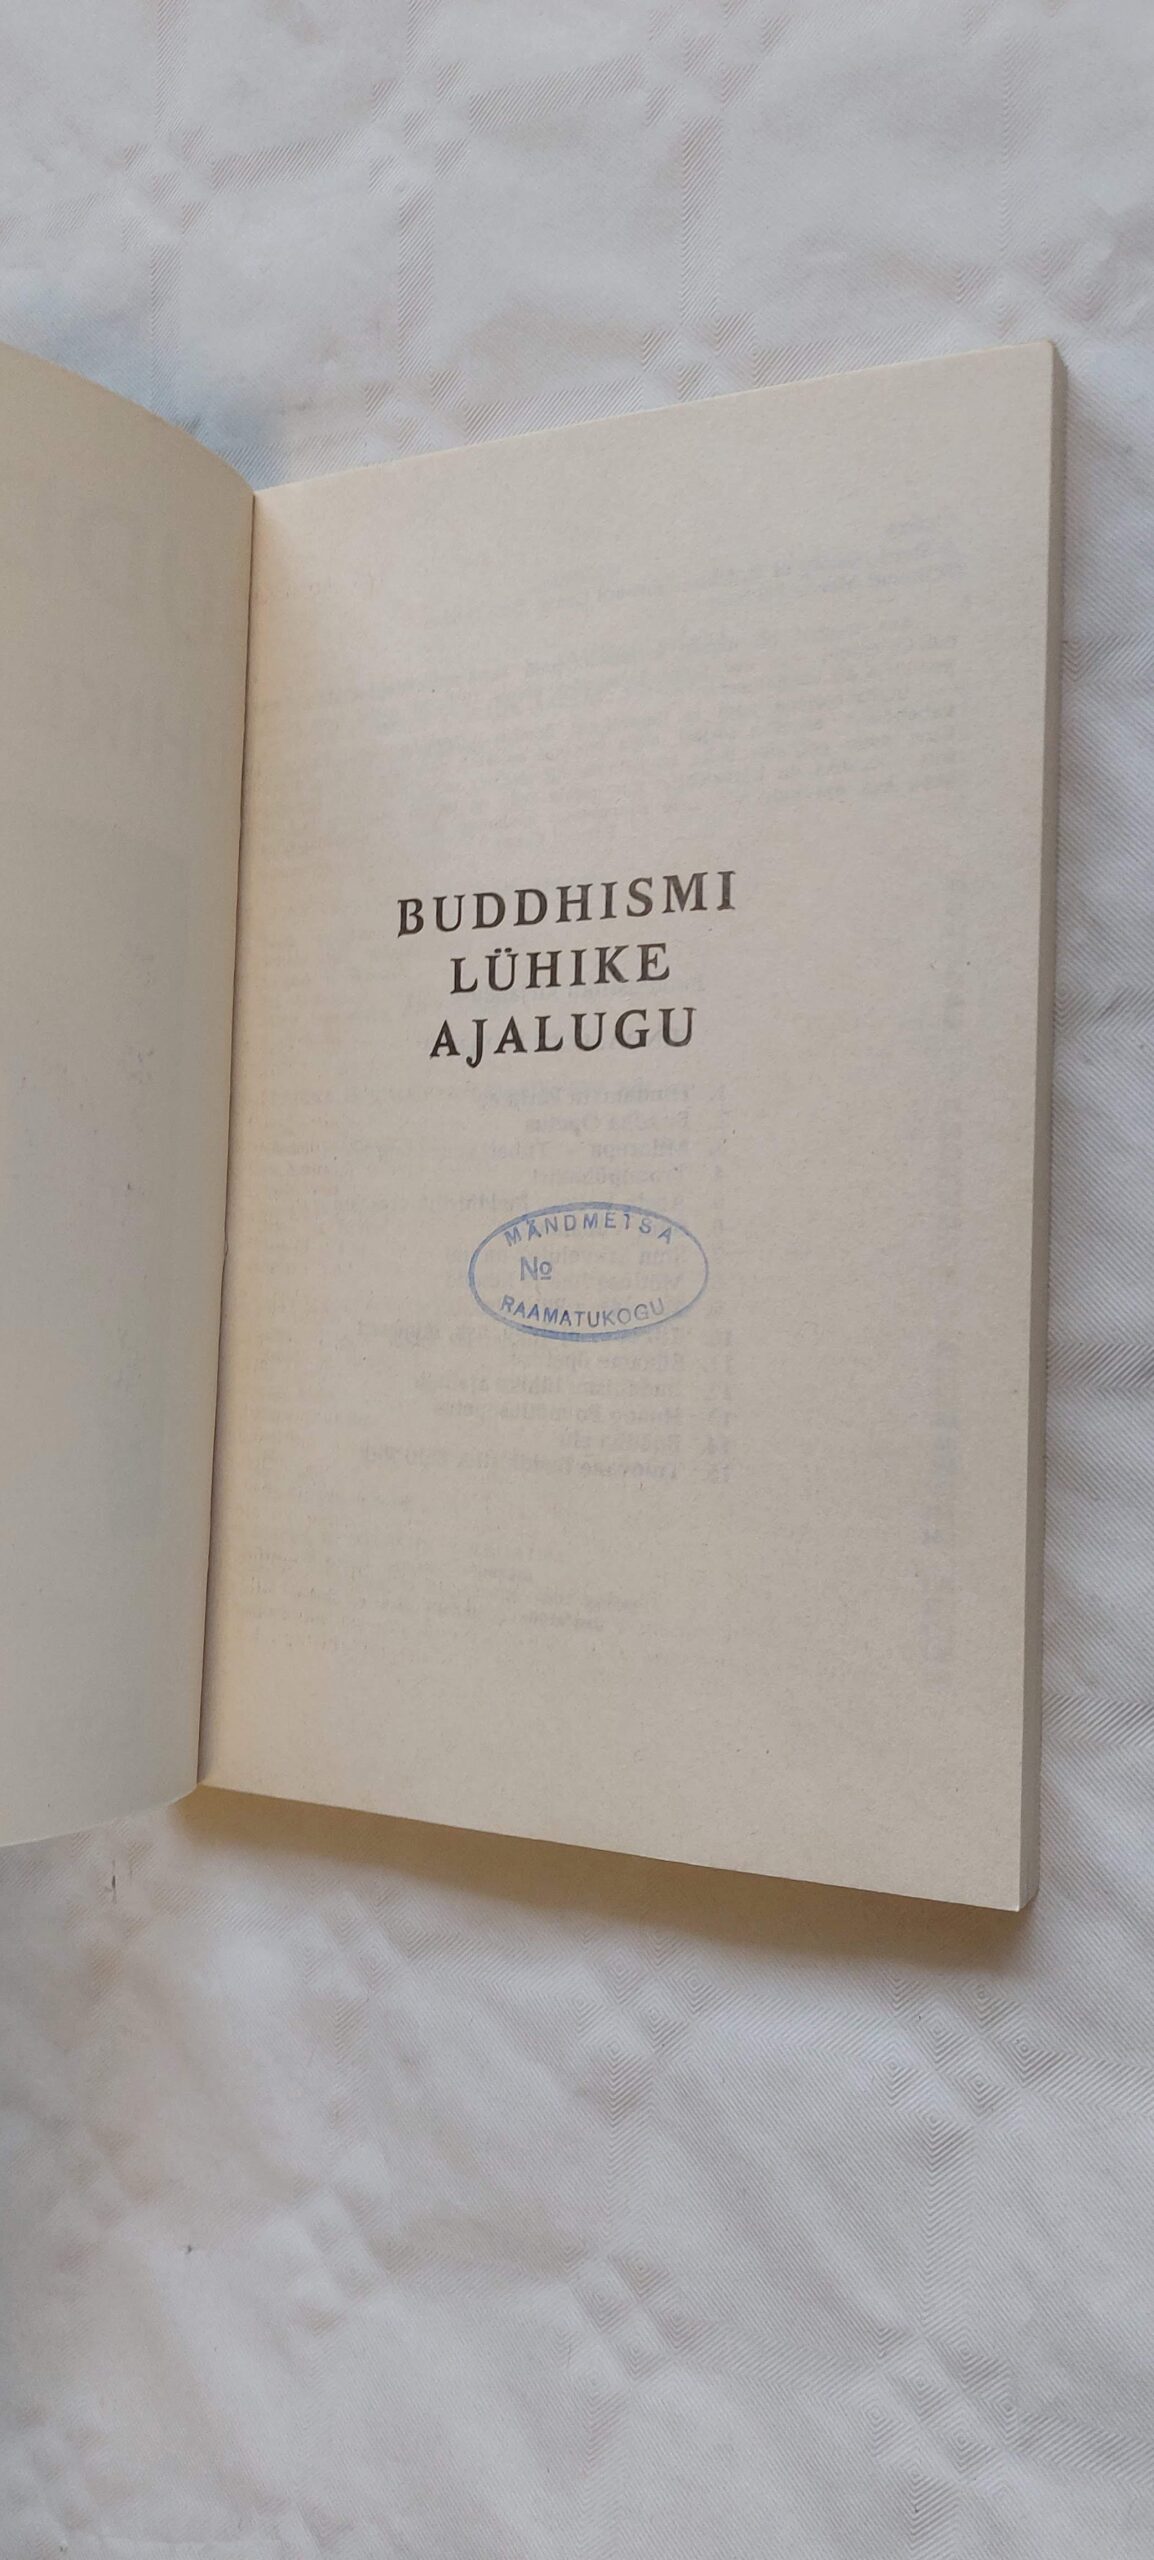 BUDDHISMI
LÜHIKE
AJALUGU
MÄNDMETSA
№
RAAMATUKOGU